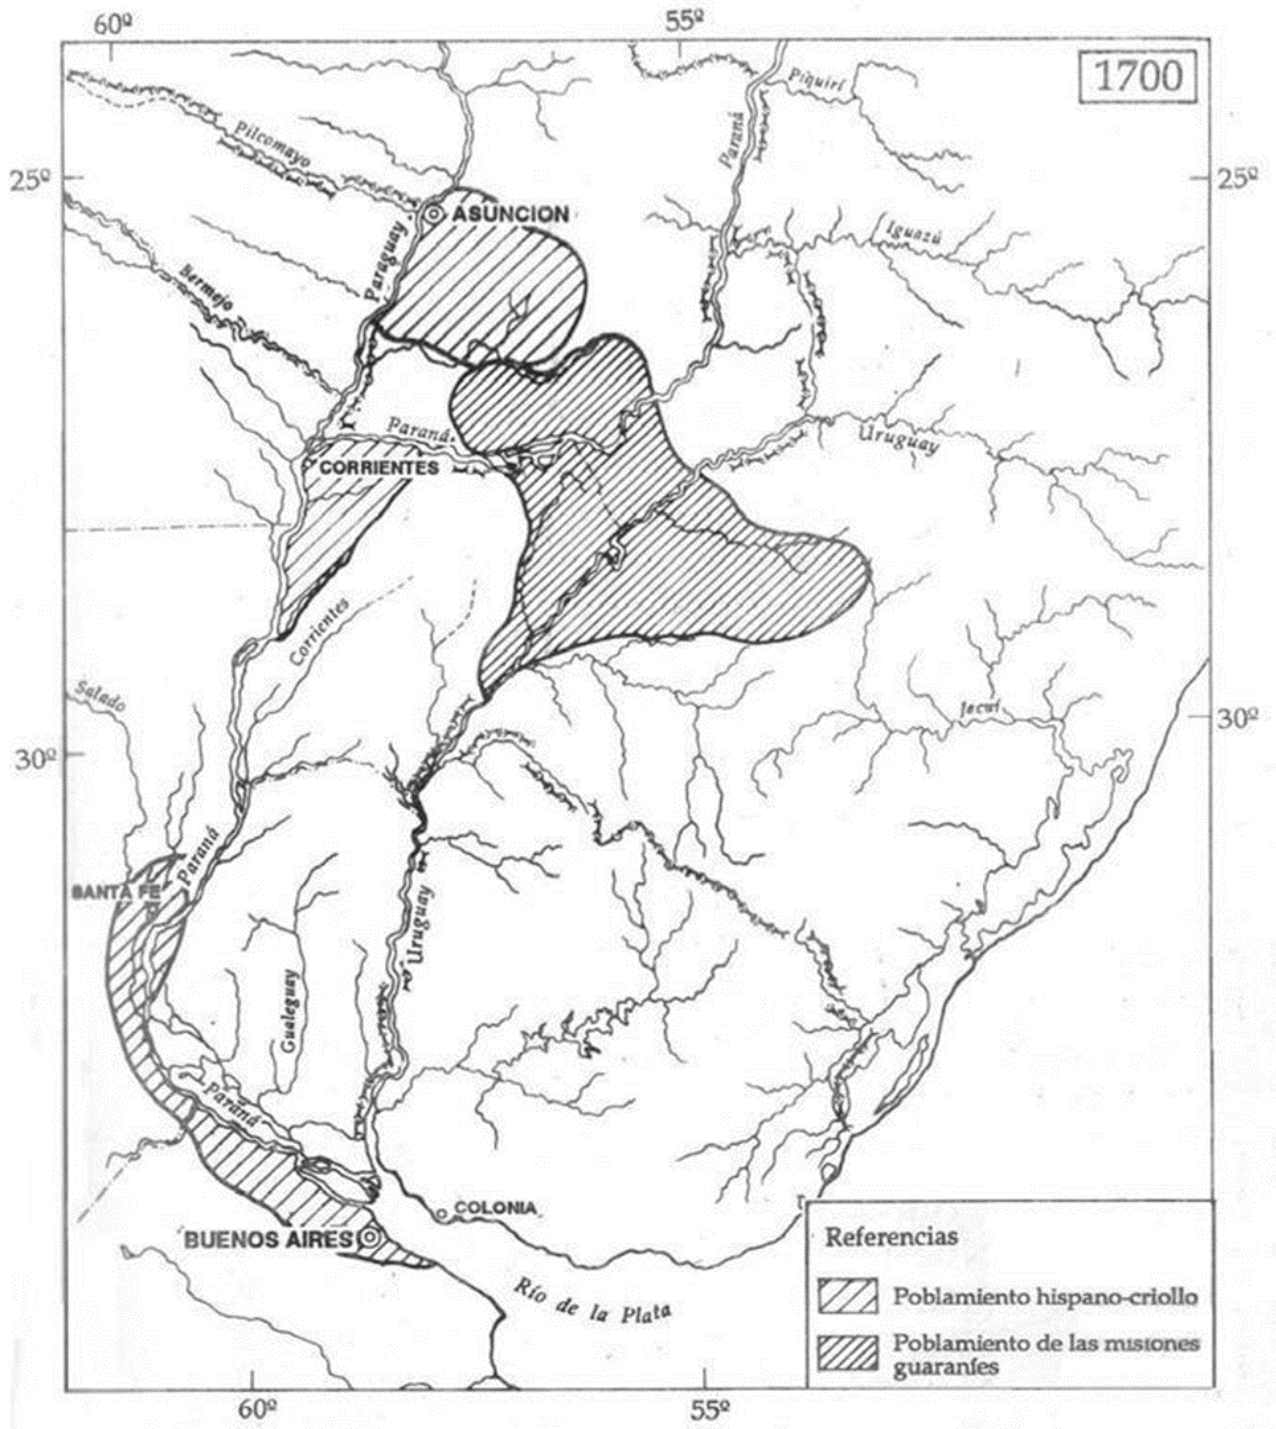 60º
55º
1700
Piquirí
Pilcomayo
Paraná
25º
25º
ASUNCION
Iguazú
Paraguay
Bermejo
Paraná
Uruguay
CORRIENTES
Corrientes
Salado
Jacuí
30º
30º
Paraná
SANTA FE
Uruguay
Gualeguay
Paraná
COLONIA
BUENOS AIRES
Río de la Plata
Referencias
Poblamiento hispano-criollo
Poblamiento de las misiones
guaraníes
60º
55º